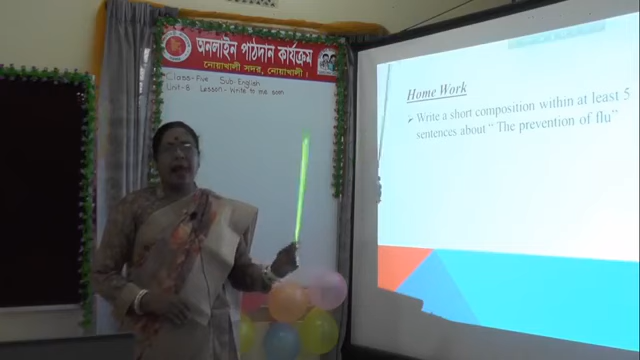 অনলাইন পাঠদান কার্যক্রম
নোয়াখালী সদর, নোয়াখালী ।
Class-Five Sub-English
Unit-8 Lesson- Write to me soon
Home Work
➢ Write a short composition within at least 5
sentences about “ The prevention of flu”